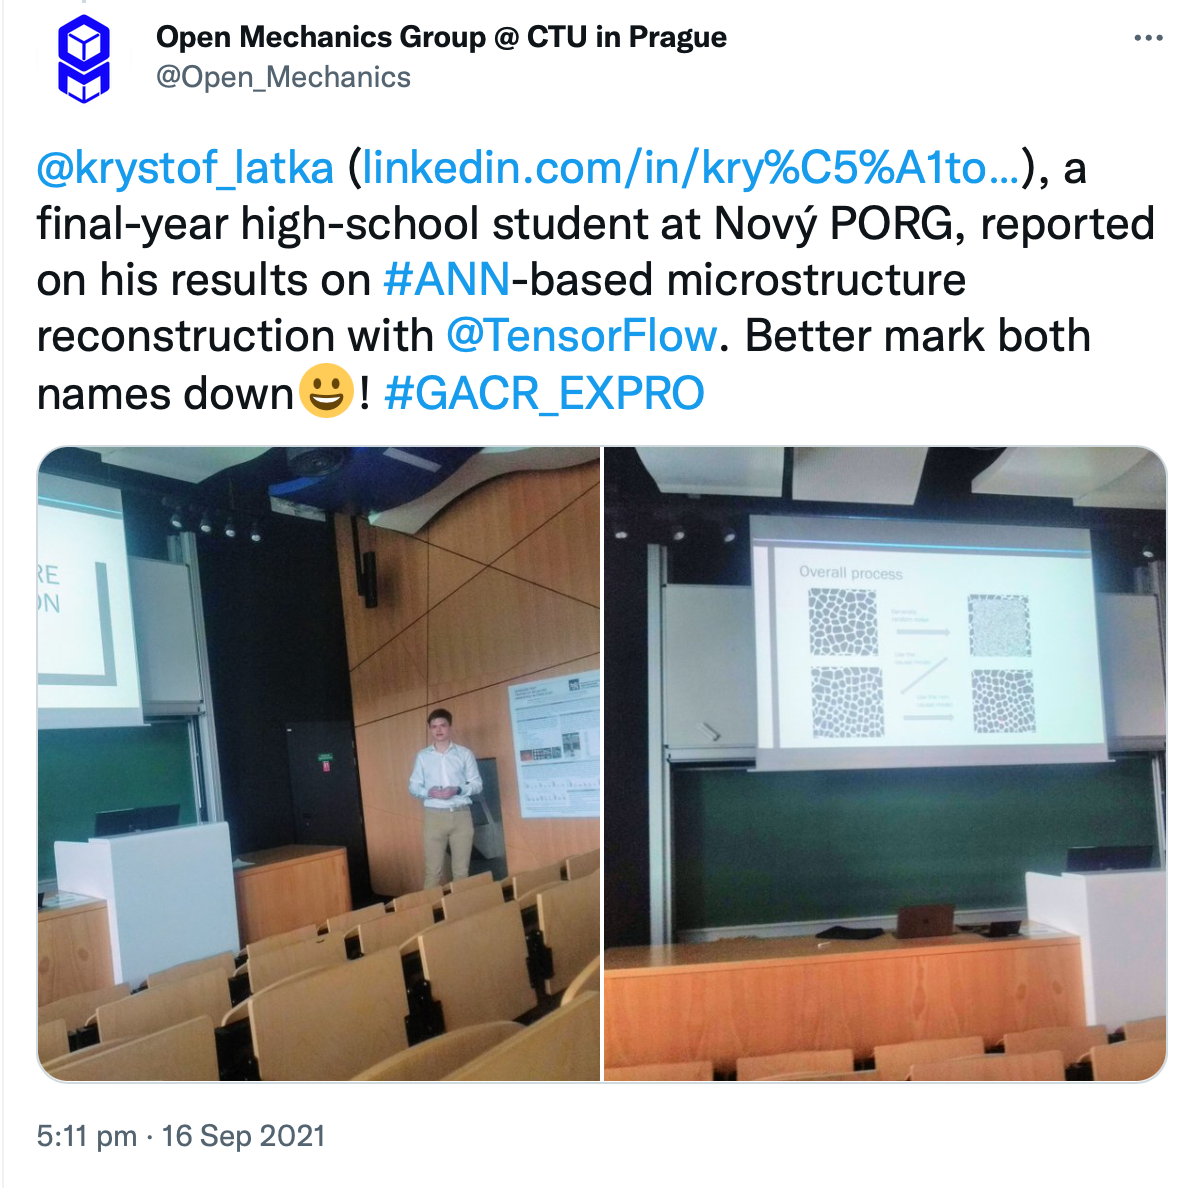 Open Mechanics Group @ CTU in Prague
@Open_Mechanics
@krystof_latka (linkedin.com/in/kry%C5%A1to…), a
final-year high-school student at Nový PORG, reported
on his results on #ANN-based microstructure
reconstruction with @TensorFlow. Better mark both
names down😃! #GACR_EXPRO
RE
ON
Overall process
5:11 pm · 16 Sep 2021